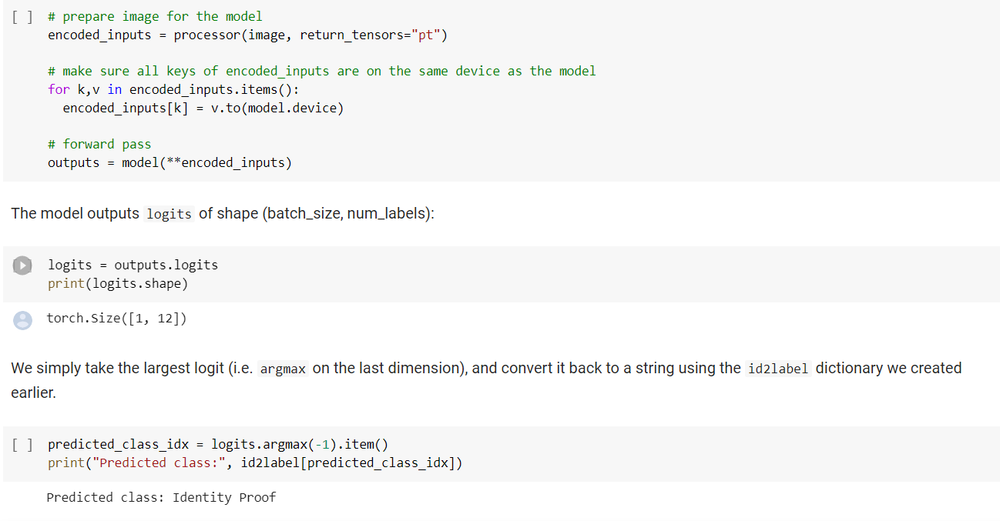 [ ] # prepare image for the model
encoded_inputs = processor(image, return_tensors="pt")
# make sure all keys of encoded_inputs are on the same device as the model
for k,v in encoded_inputs.items():
  encoded_inputs[k] = v.to(model.device)
# forward pass
outputs = model(**encoded_inputs)
The model outputs logits of shape (batch_size, num_labels):
logits = outputs.logits
print(logits.shape)
torch.Size([1, 12])
We simply take the largest logit (i.e. argmax on the last dimension), and convert it back to a string using the id2label dictionary we created
earlier.
[ ] predicted_class_idx = logits.argmax(-1).item()
print("Predicted class:", id2label[predicted_class_idx])
Predicted class: Identity Proof